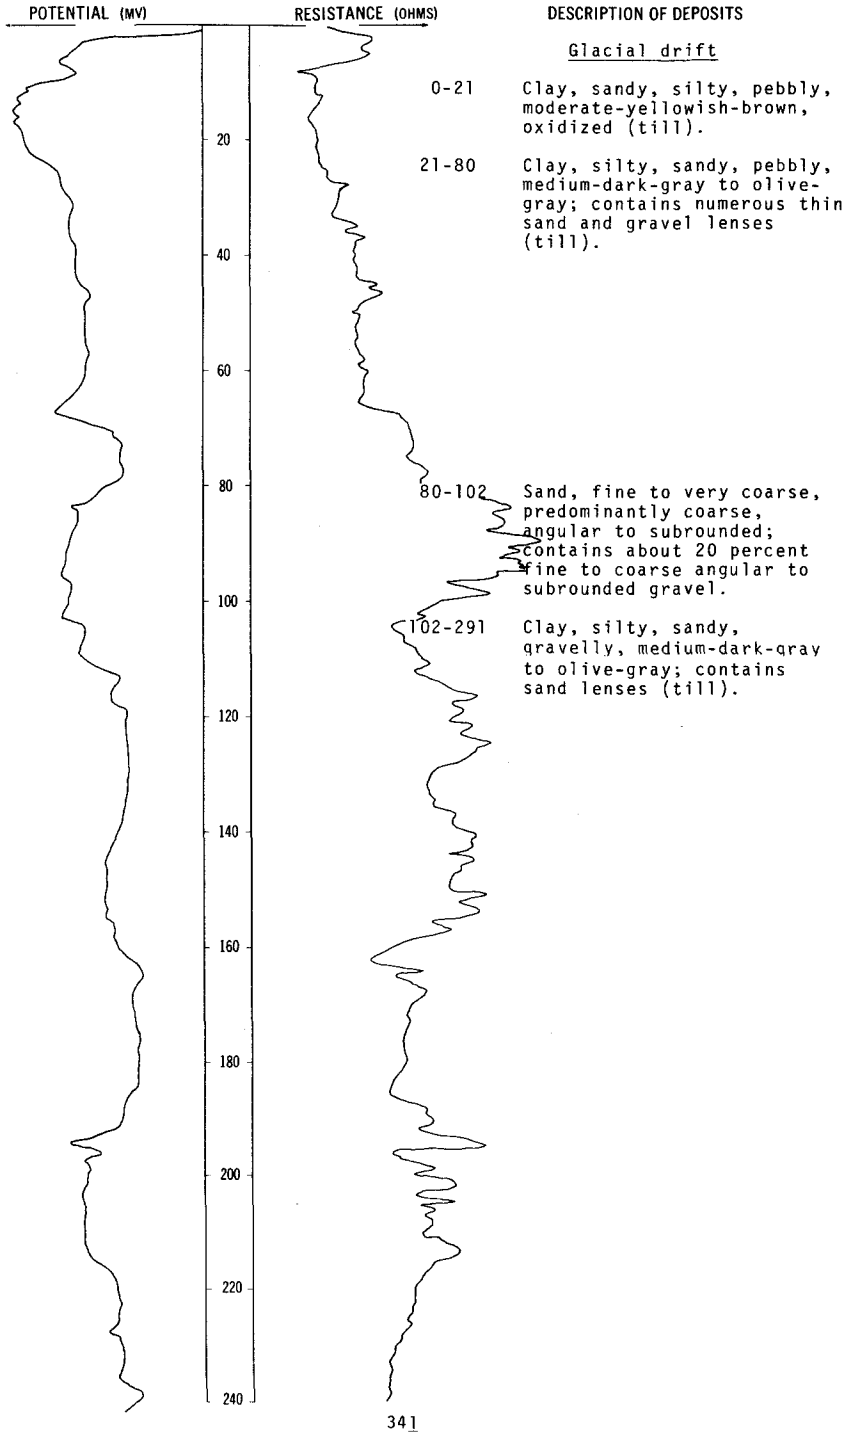 POTENTIAL (MV) RESISTANCE (OHMS) DESCRIPTION OF DEPOSITS
Glacial drift
0-21 Clay, sandy, silty, pebbly,
moderate-yellowish-brown,
oxidized (till).
20
21-80 Clay, silty, sandy, pebbly,
medium-dark-gray to olive-
gray; contains numerous thin
sand and gravel lenses
(till).
40
60
80
80-102 Sand, fine to very coarse,
predominantly coarse,
angular to subrounded;
contains about 20 percent
fine to coarse angular to
subrounded gravel.
100
102-291 Clay, silty, sandy,
gravelly, medium-dark-gray
to olive-gray; contains
sand lenses (till).
120
140
160
180
200
220
240
341